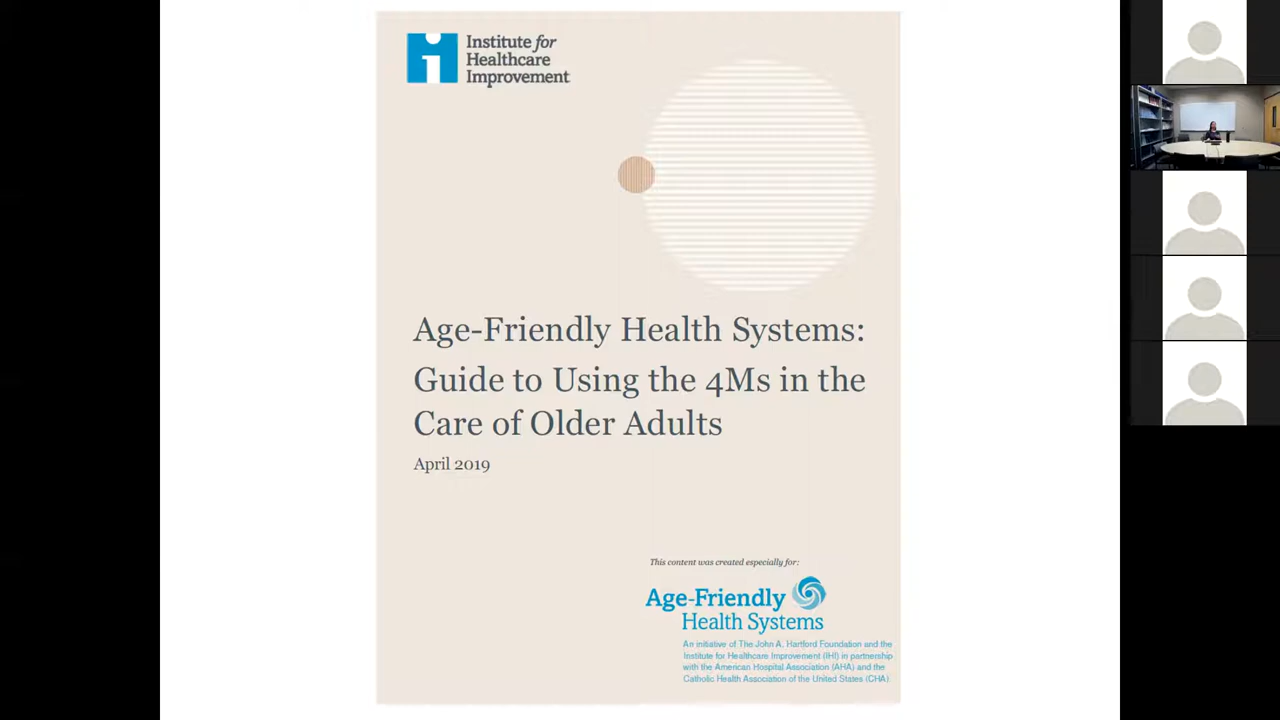 Institute for
Healthcare
Improvement
Age-Friendly Health Systems:
Guide to Using the 4Ms in the
Care of Older Adults
April 2019
This content was created especially for:
Age-Friendly
Health Systems
An initiative of The John A. Hartford Foundation and the
Institute for Healthcare Improvement (IHI) in partnership
with the American Hospital Association (AHA) and the
Catholic Health Association of the United States (CHA)